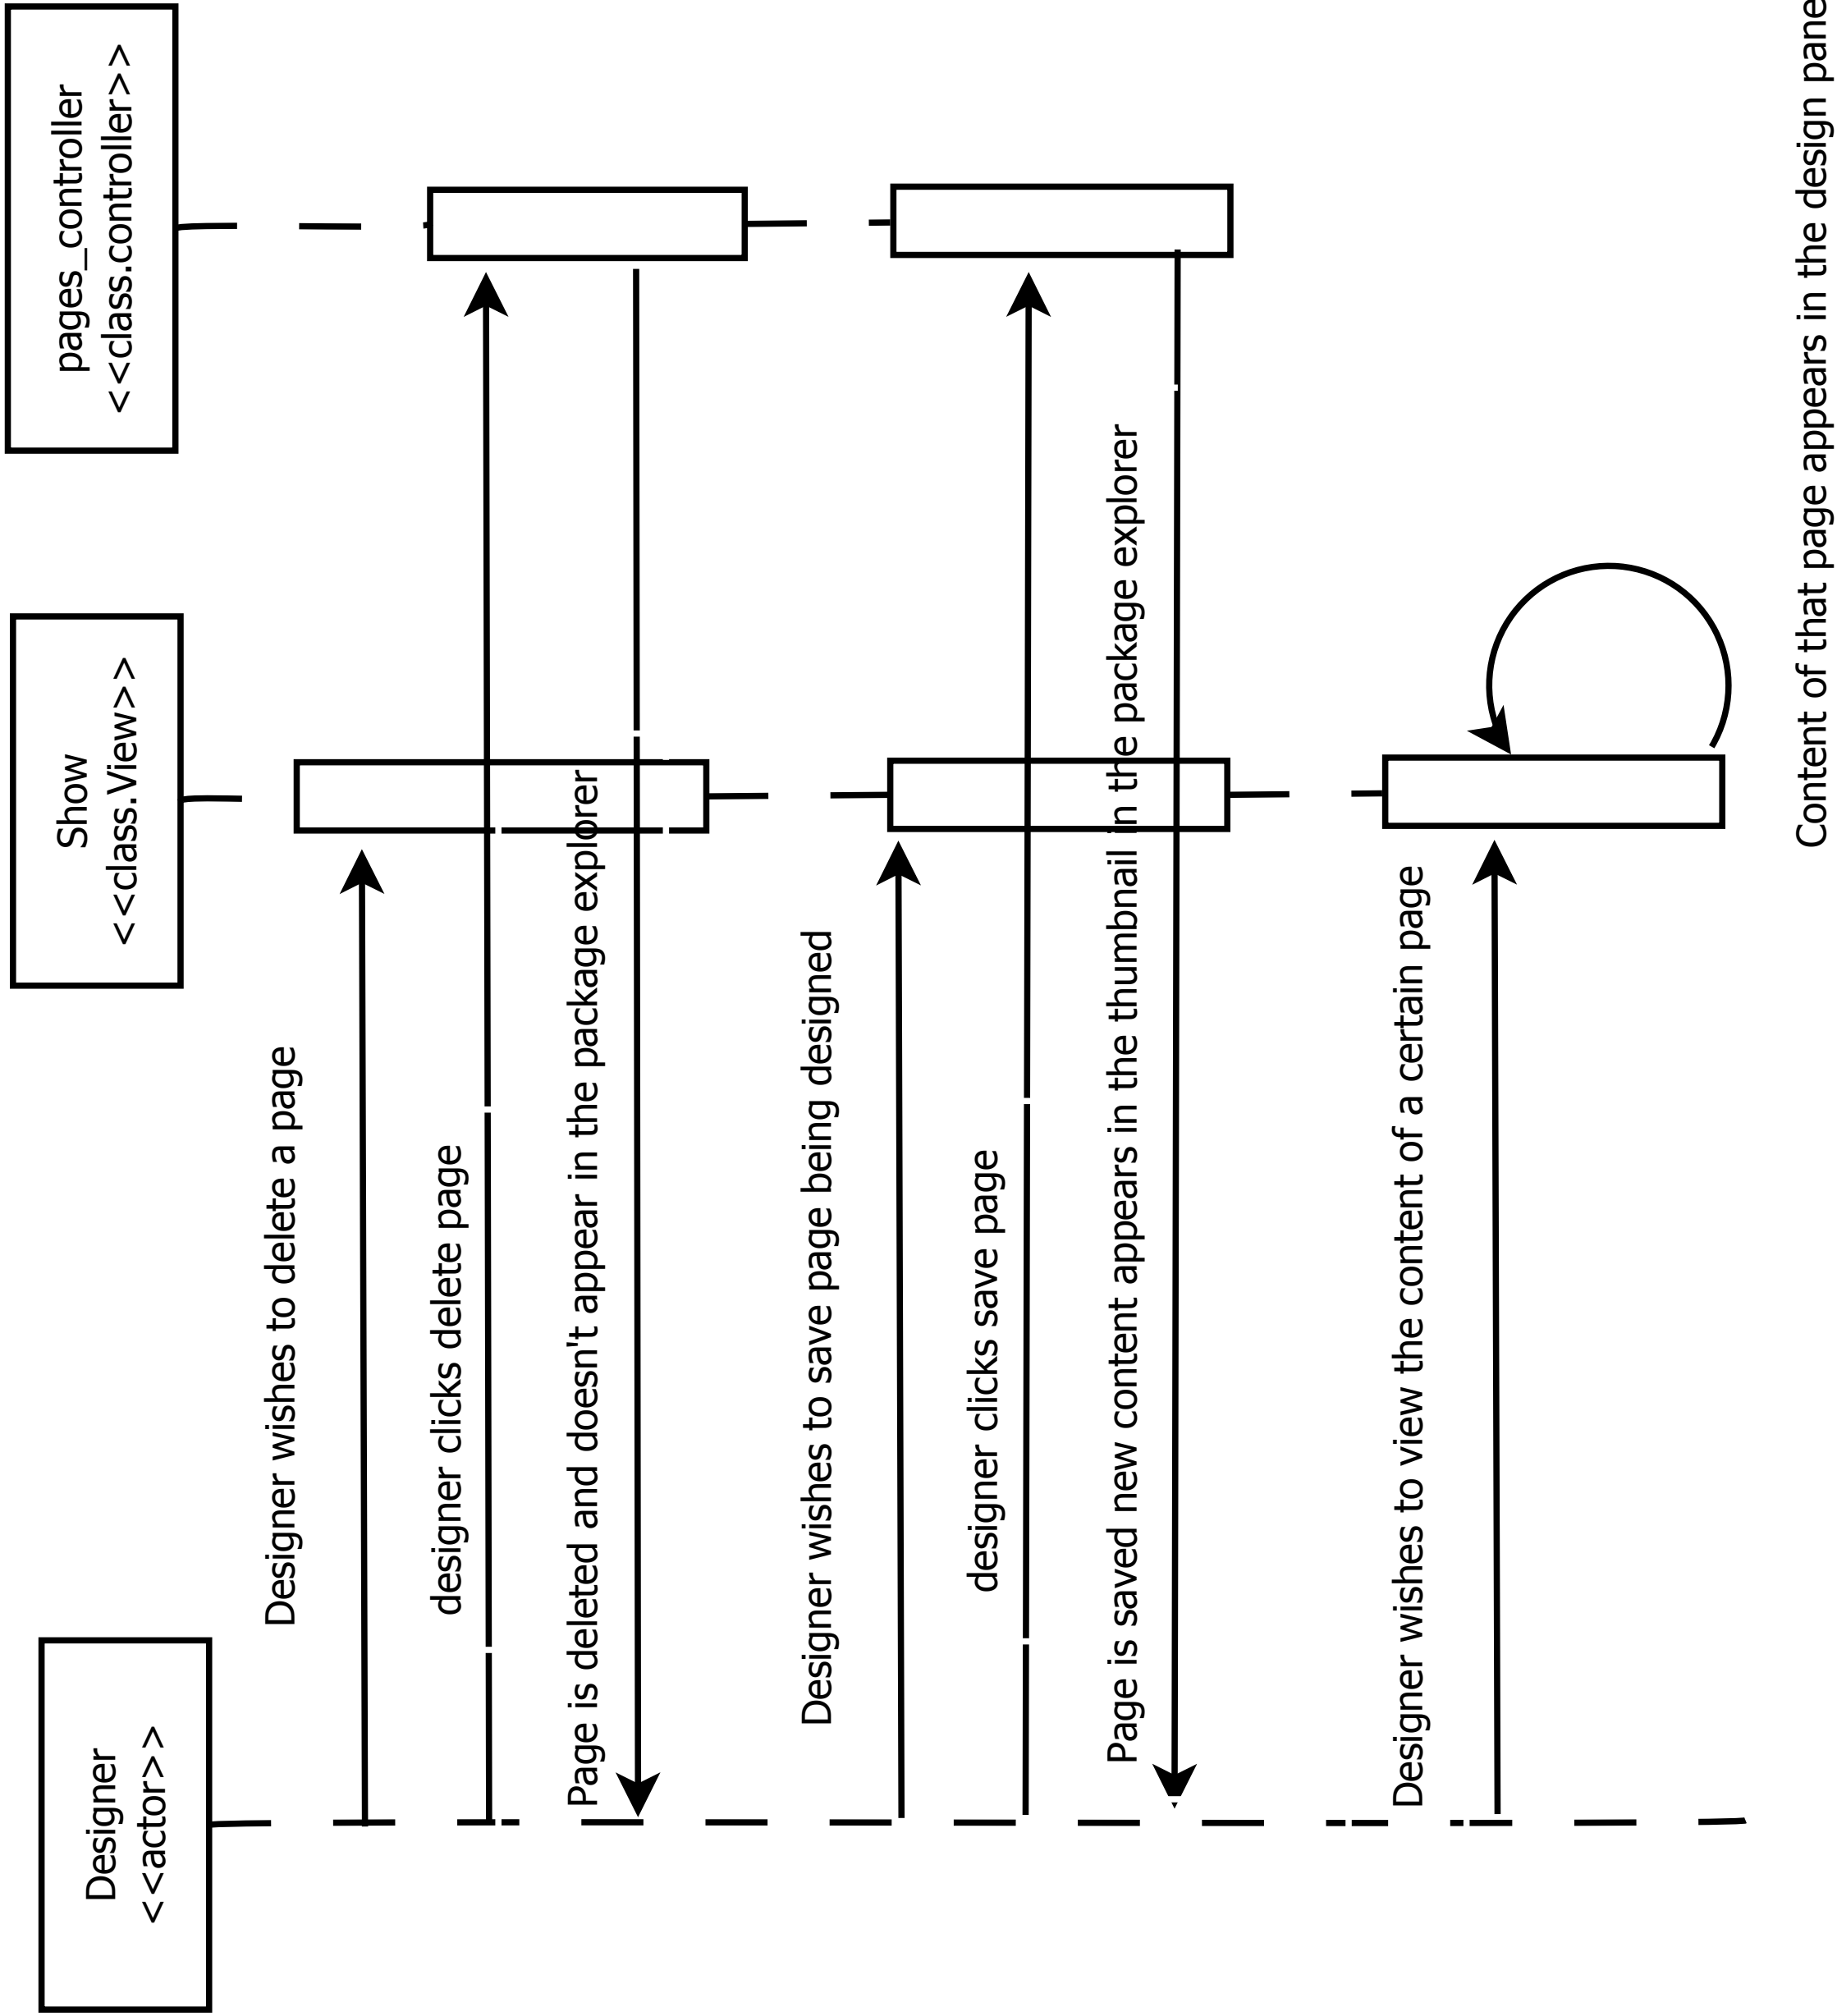 Designer
<<actor>>
Show
<<class.View>>
pages_controller
<<class.controller>>
Designer wishes to delete a page
designer clicks delete page
Page is deleted and doesn't appear in the package explorer
Designer wishes to save page being designed
designer clicks save page
Page is saved new content appears in the thumbnail in the package explorer
Designer wishes to view the content of a certain page
Content of that page appears in the design pane